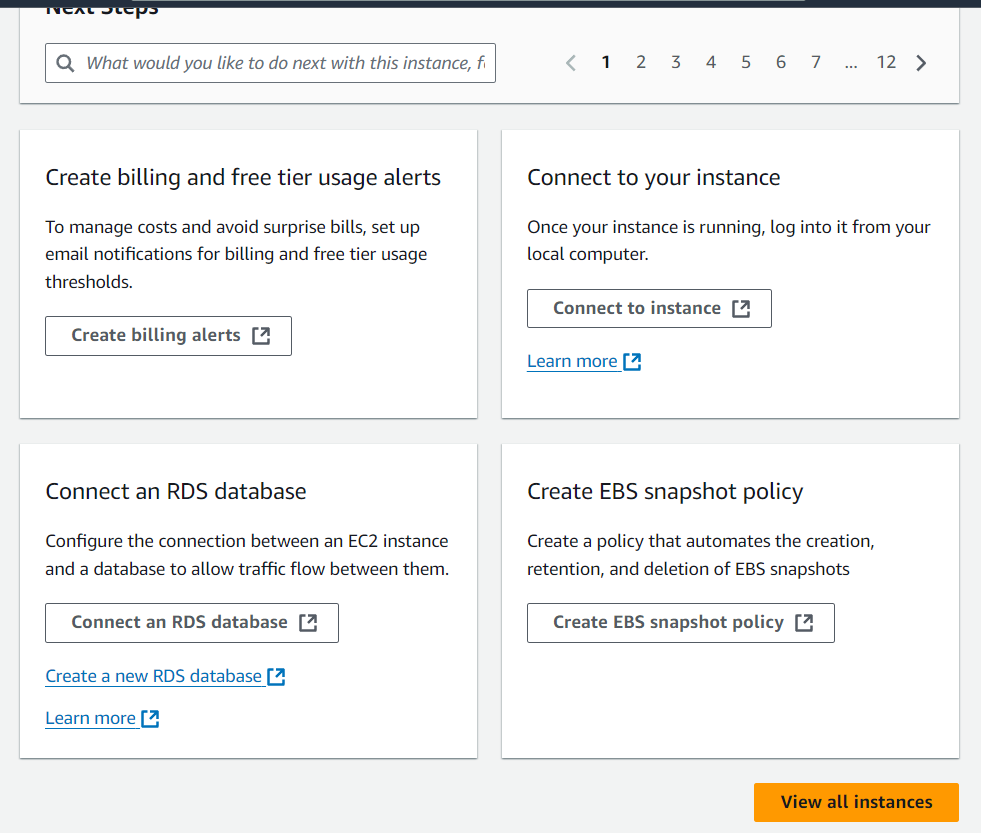 Next Steps
What would you like to do next with this instance, f
1 2 3 4 5 6 7 ... 12
Create billing and free tier usage alerts
To manage costs and avoid surprise bills, set up
email notifications for billing and free tier usage
thresholds.
Create billing alerts
Connect to your instance
Once your instance is running, log into it from your
local computer.
Connect to instance
Learn more
Connect an RDS database
Configure the connection between an EC2 instance
and a database to allow traffic flow between them.
Connect an RDS database
Create a new RDS database
Learn more
Create EBS snapshot policy
Create a policy that automates the creation,
retention, and deletion of EBS snapshots
Create EBS snapshot policy
View all instances